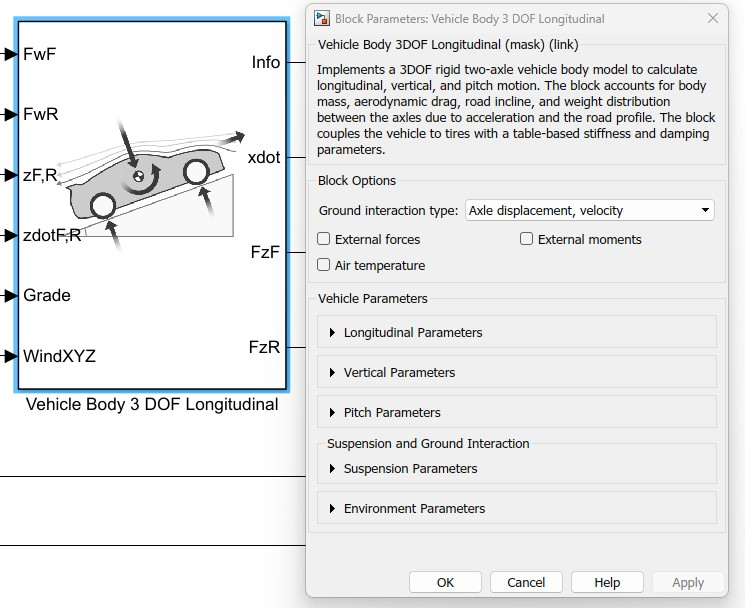 FwF
FwR
zF,R
zdotF,R
Grade
WindXYZ
Info
xdot
FzF
FzR
Vehicle Body 3 DOF Longitudinal
Block Parameters: Vehicle Body 3 DOF Longitudinal
Vehicle Body 3DOF Longitudinal (mask) (link)
Implements a 3DOF rigid two-axle vehicle body model to calculate
longitudinal, vertical, and pitch motion. The block accounts for body
mass, aerodynamic drag, road incline, and weight distribution
between the axles due to acceleration and the road profile. The block
couples the vehicle to tires with a table-based stiffness and damping
parameters.
Block Options
Ground interaction type: Axle displacement, velocity
External forces External moments
Air temperature
Vehicle Parameters
Longitudinal Parameters
Vertical Parameters
Pitch Parameters
Suspension and Ground Interaction
Suspension Parameters
Environment Parameters
OK Cancel Help Apply